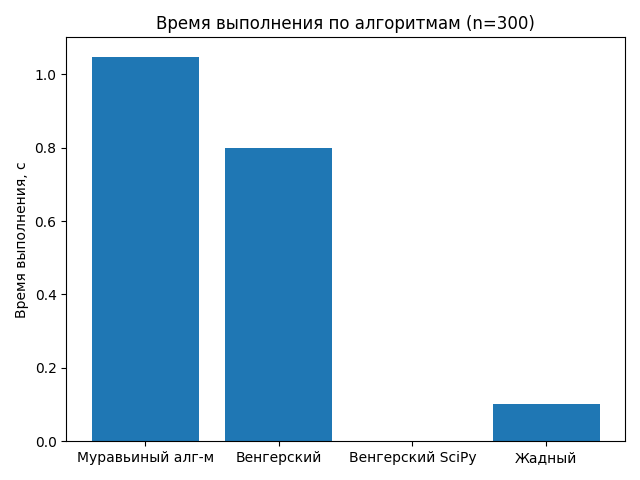 Время выполнения по алгоритмам (n=300)
Время выполнения, с
1.0
0.8
0.6
0.4
0.2
0.0
Муравьиный алг-м
Венгерский
Венгерский SciPy
Жадный